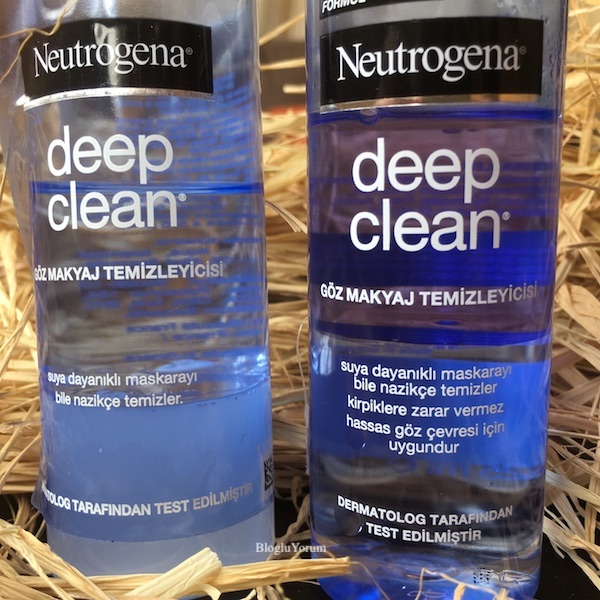 Neutrogena®
deep
clean®
GÖZ MAKYAJ TEMİZLEYİCİSİ
suya dayanıklı maskarayı
bile nazikçe temizler.
TARAFINDAN TEST EDİLMİŞTİR
FORMÜL
Neutrogena®
deep
clean®
GÖZ MAKYAJ TEMİZLEYİCİSİ
suya dayanıklı maskarayı
bile nazikçe temizler
kirpiklere zarar vermez
hassas göz çevresi için
uygundur
DERMATOLOG TARAFINDAN
TEST EDİLMİŞTİR
BlogluYorum